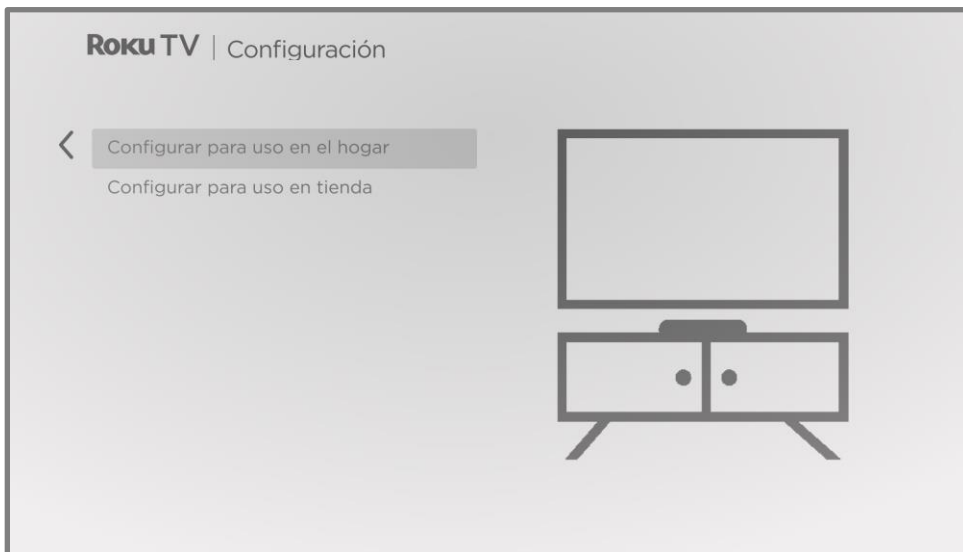 Roku TV | Configuración
Configurar para uso en el hogar
Configurar para uso en tienda